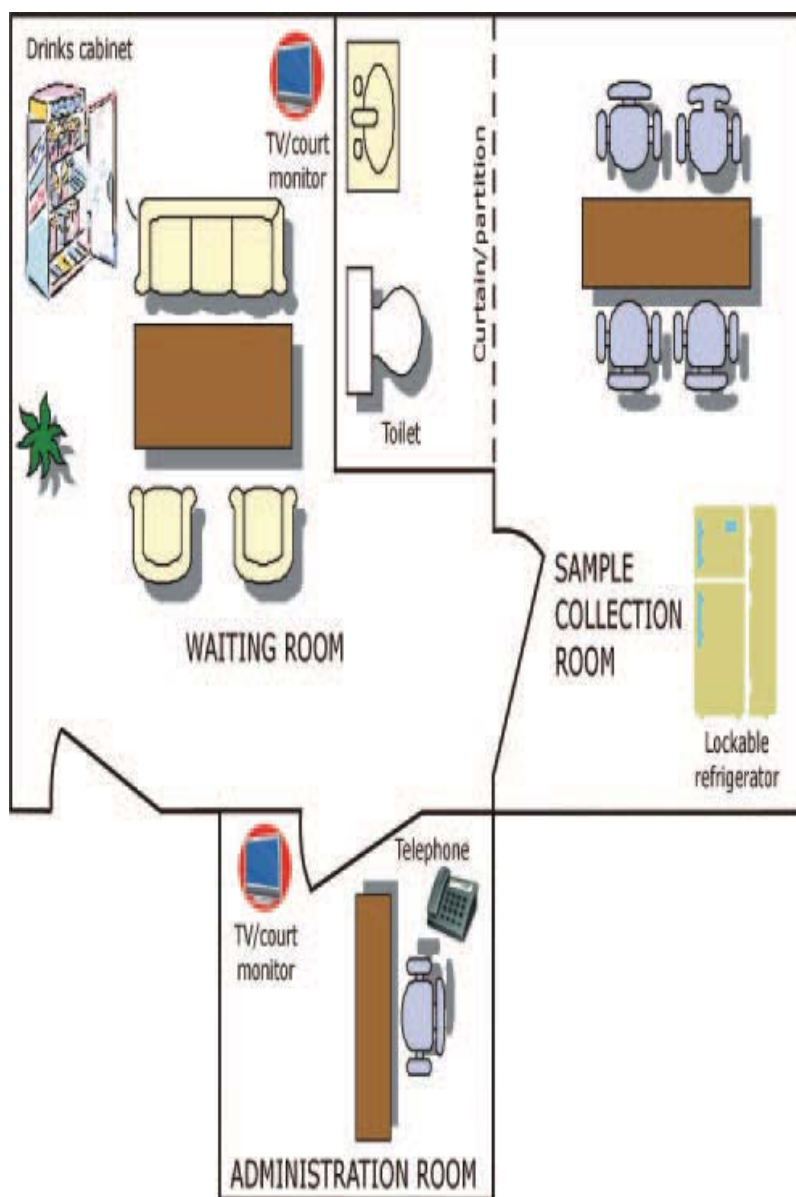 Drinks cabinet
TV/court
monitor
Curtain/partition
Toilet
WAITING ROOM
SAMPLE
COLLECTION
ROOM
Lockable
refrigerator
Telephone
TV/court
monitor
ADMINISTRATION ROOM